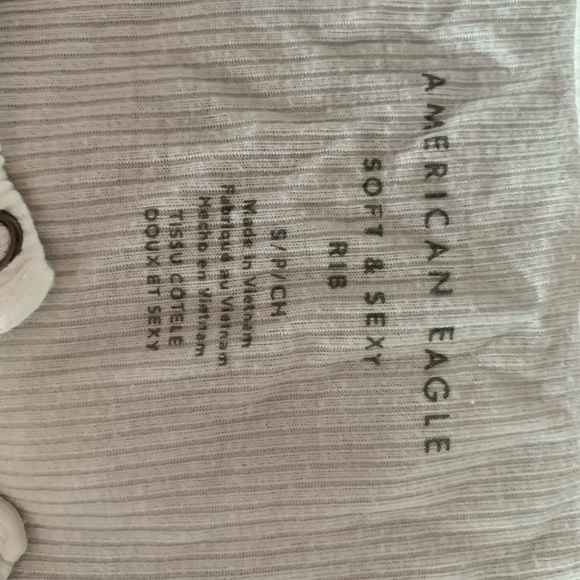 AMERICAN EAGLE
SOFT & SEXY
RIB
S/P/CH
Made in Vietnam
Fabriqué au Vietnam
Hecho en Vietnam
TISSU CÔTELÉ
DOUX ET SEXY